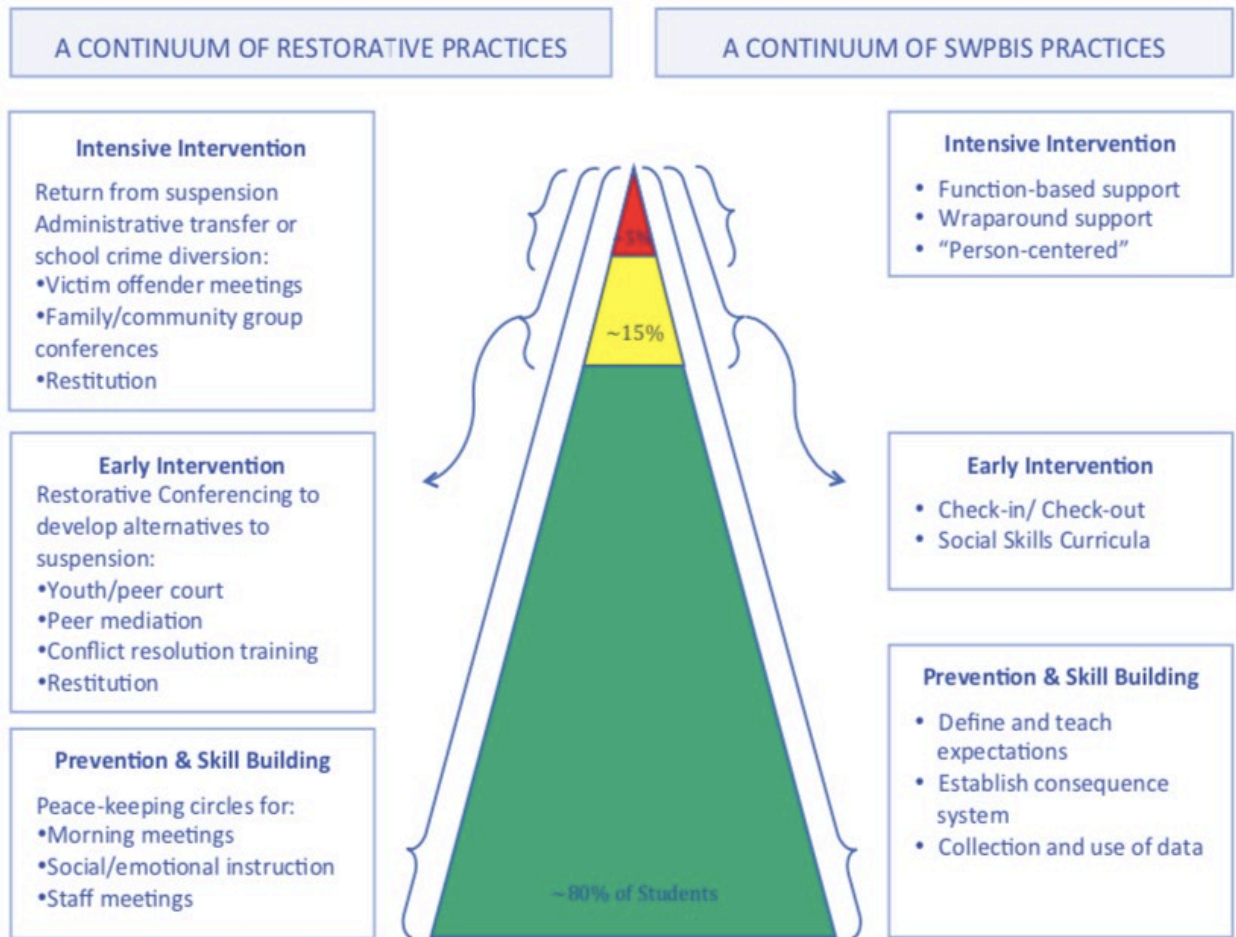 A CONTINUUM OF RESTORATIVE PRACTICES
A CONTINUUM OF SWPBIS PRACTICES
Intensive Intervention
Return from suspension
Administrative transfer or
school crime diversion:
•Victim offender meetings
•Family/community group
conferences
•Restitution
Early Intervention
Restorative Conferencing to
develop alternatives to
suspension:
•Youth/peer court
•Peer mediation
•Conflict resolution training
•Restitution
Prevention & Skill Building
Peace-keeping circles for:
•Morning meetings
•Social/emotional instruction
•Staff meetings
~15%
~80% of Students
Intensive Intervention
• Function-based support
• Wraparound support
• “Person-centered”
Early Intervention
• Check-in/ Check-out
• Social Skills Curricula
Prevention & Skill Building
• Define and teach
expectations
• Establish consequence
system
• Collection and use of data